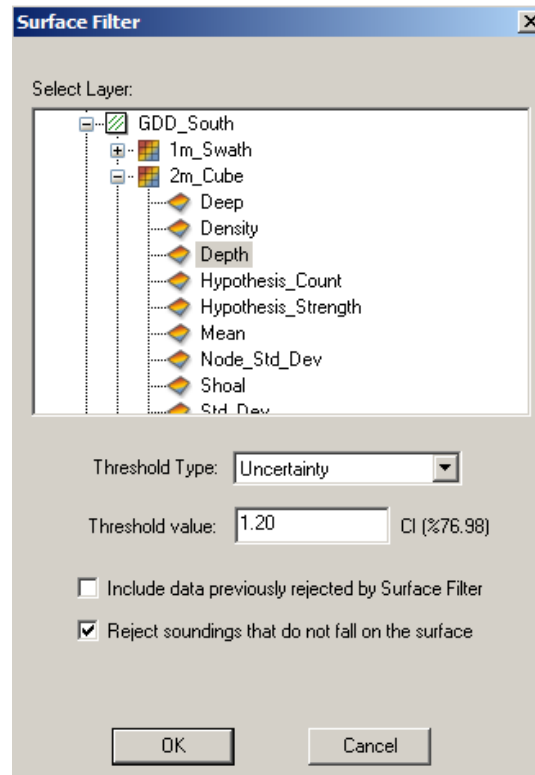 Surface Filter
Select Layer:
GDD_South
1m_Swath
2m_Cube
Deep
Density
Depth
Hypothesis_Count
Hypothesis_Strength
Mean
Node_Std_Dev
Shoal
Std_Dev
Threshold Type: Uncertainty
Threshold value: 1.20 CI (%76.98)
Include data previously rejected by Surface Filter
Reject soundings that do not fall on the surface
OK Cancel